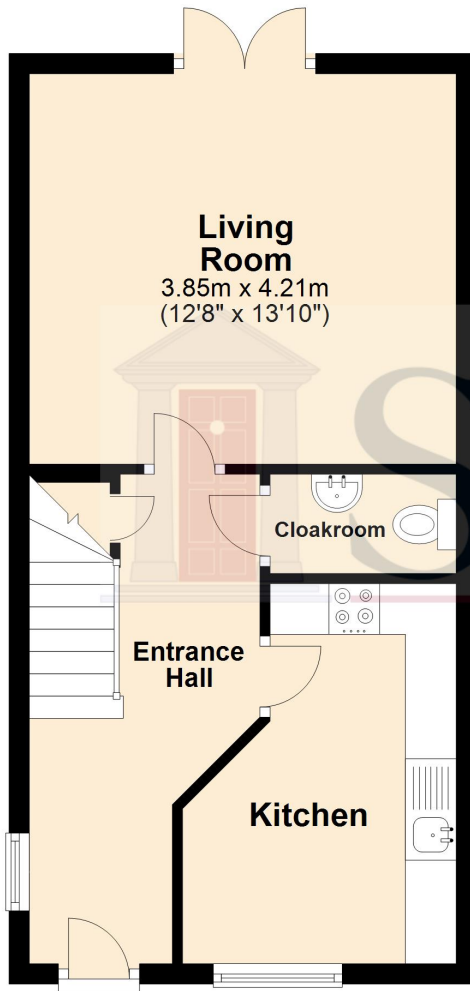 Living
Room
3.85m x 4.21m
(12'8" x 13'10")
Cloakroom
Entrance
Hall
Kitchen
S